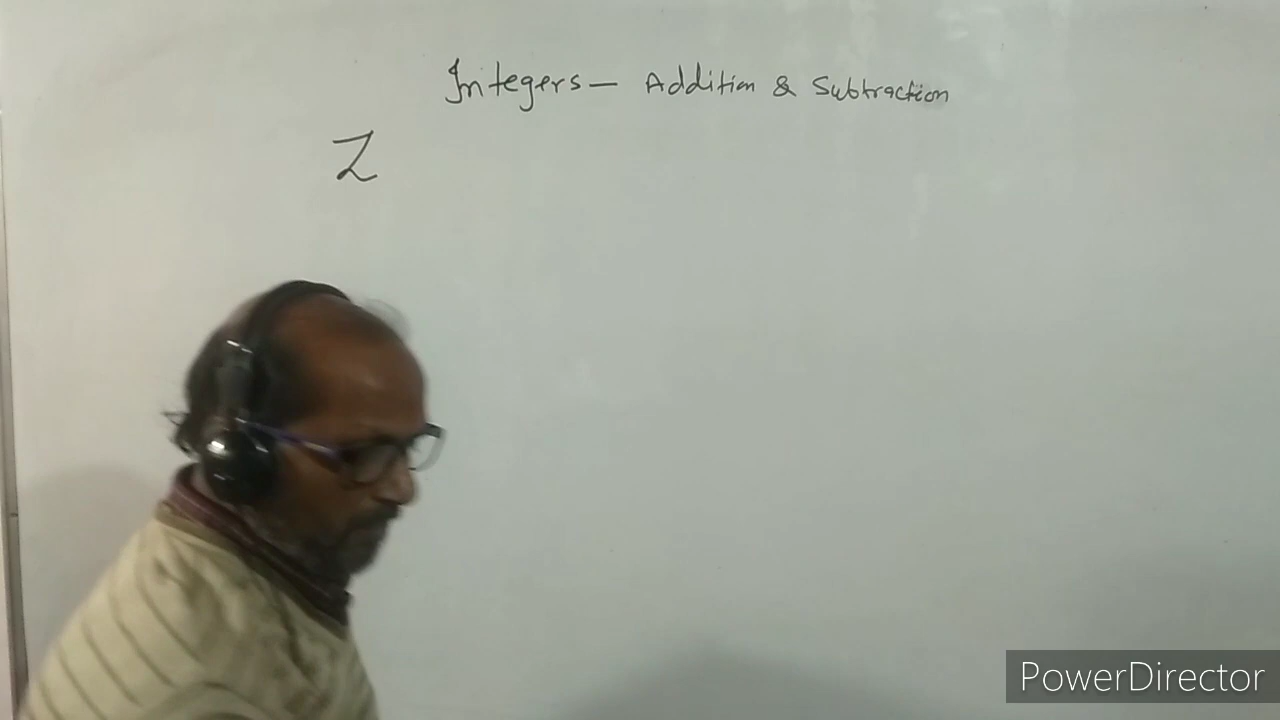 Integers — Addition & Subtraction
Z
PowerDirector